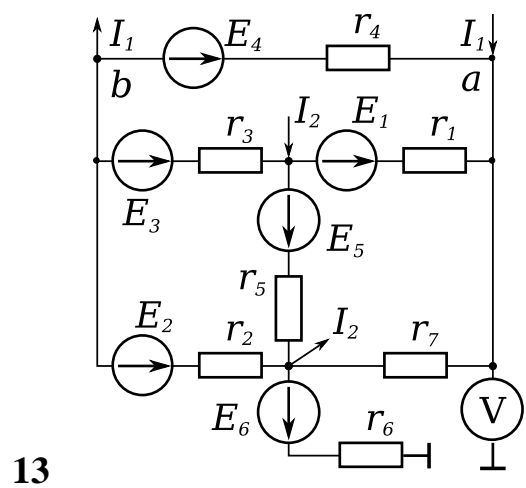 I₁ E₄ r₄ I₁
b a
r₃ I₂ E₁ r₁
E₃ E₅
r₅
E₂ r₂ I₂ r₇
E₆ r₆ V
13